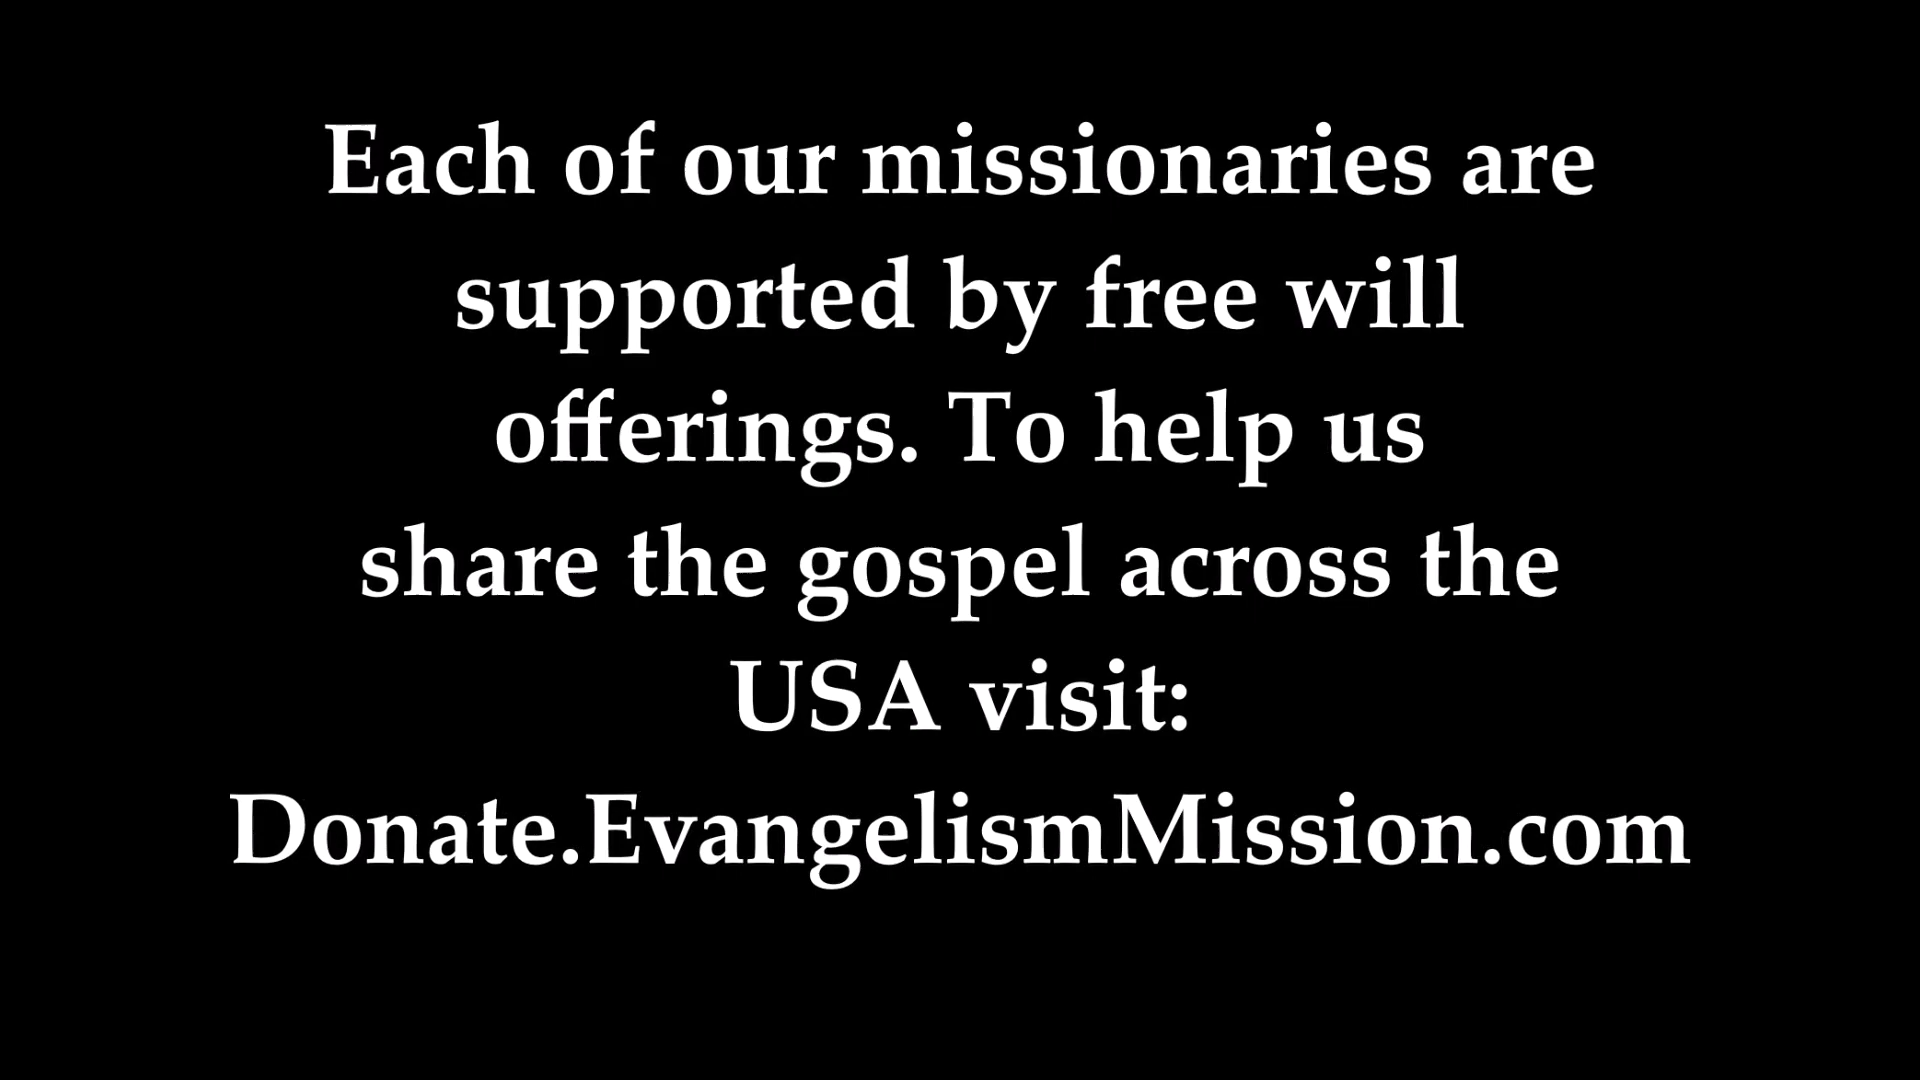 Each of our missionaries are
supported by free will
offerings. To help us
share the gospel across the
USA visit:
Donate.EvangelismMission.com